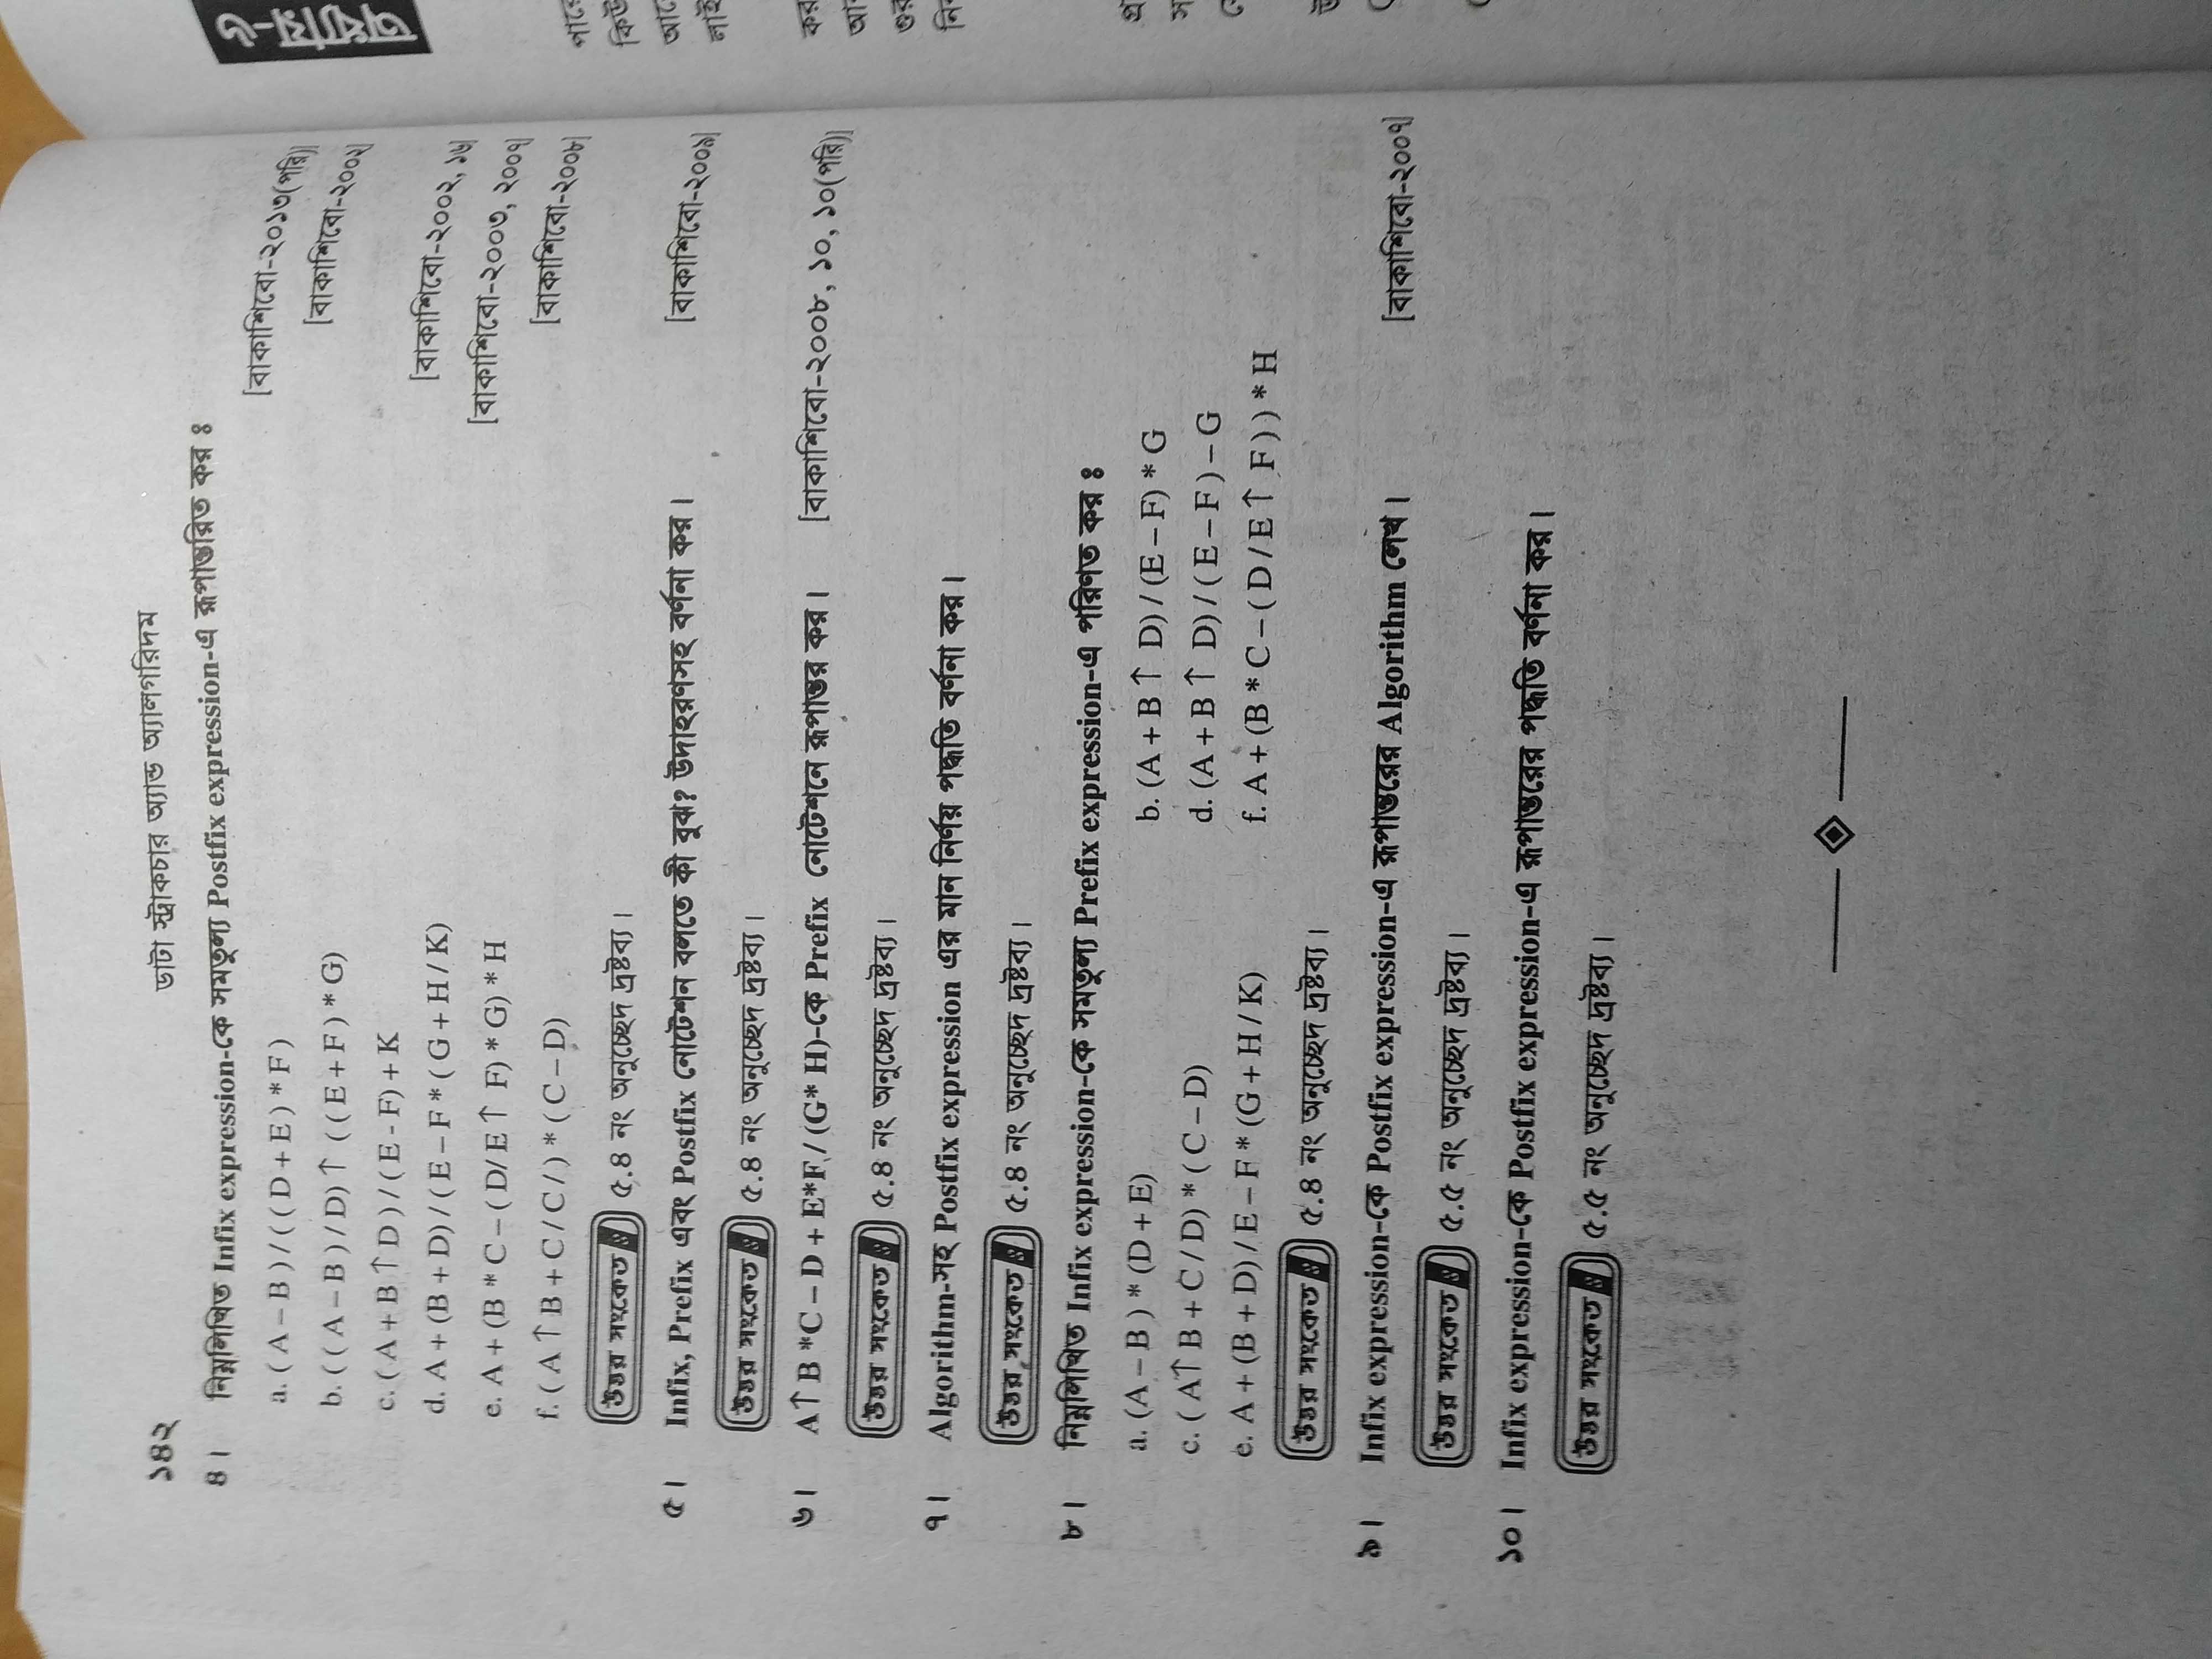 ১৪২
ডাটা স্ট্রাকচার অ্যান্ড অ্যালগরিদম
৪। নিম্নলিখিত Infix expression-কে সমতুল্য Postfix expression-এ রূপান্তরিত কর ঃ
a. ( A – B ) / ( ( D + E ) * F ) [বাকাশিবো-২০১৩(পরি)]
b. ( ( A – B ) / D ) ↑ ( ( E + F ) * G) [বাকাশিবো-২০০২]
c. ( A + B ↑ D ) / ( E - F) + K
d. A + (B + D) / ( E – F * ( G + H / K) [বাকাশিবো-২০০২, ১৬]
e. A + (B * C – ( D/ E ↑ F) * G) * H [বাকাশিবো-২০০৩, ২০০৭]
f. ( A ↑ B + C / C /) * ( C – D) [বাকাশিবো-২০০৮]
উত্তর সংকেত ঃ ৫.৪ নং অনুচ্ছেদ দ্রষ্টব্য।
৫। Infix, Prefix এবং Postfix নোটেশন বলতে কী বুঝ? উদাহরণসহ বর্ণনা কর। [বাকাশিবো-২০০৯]
উত্তর সংকেত ঃ ৫.৪ নং অনুচ্ছেদ দ্রষ্টব্য।
৬। A ↑ B *C – D + E*F/ (G* H)-কে Prefix নোটেশনে রূপান্তর কর। [বাকাশিবো-২০০৮, ১০, ১০(পরি)]
উত্তর সংকেত ঃ ৫.৪ নং অনুচ্ছেদ দ্রষ্টব্য।
৭। Algorithm-সহ Postfix expression এর মান নির্ণয় পদ্ধতি বর্ণনা কর।
উত্তর সংকেত ঃ ৫.৪ নং অনুচ্ছেদ দ্রষ্টব্য।
৮। নিম্নলিখিত Infix expression-কে সমতুল্য Prefix expression-এ পরিণত কর ঃ
a. (A – B ) * (D + E) b. (A + B ↑ D) / (E – F) * G
c. ( A↑ B + C / D) * ( C – D) d. (A + B ↑ D) / ( E – F ) – G
e. A + (B + D) / E – F * (G + H / K) f. A + (B * C – ( D / E ↑ F) ) * H
উত্তর সংকেত ঃ ৫.৪ নং অনুচ্ছেদ দ্রষ্টব্য।
৯। Infix expression-কে Postfix expression-এ রূপান্তরের Algorithm লেখ। [বাকাশিবো-২০০৭]
উত্তর সংকেত ঃ ৫.৫ নং অনুচ্ছেদ দ্রষ্টব্য।
১০। Infix expression-কে Postfix expression-এ রূপান্তরের পদ্ধতি বর্ণনা কর।
উত্তর সংকেত ঃ ৫.৫ নং অনুচ্ছেদ দ্রষ্টব্য।